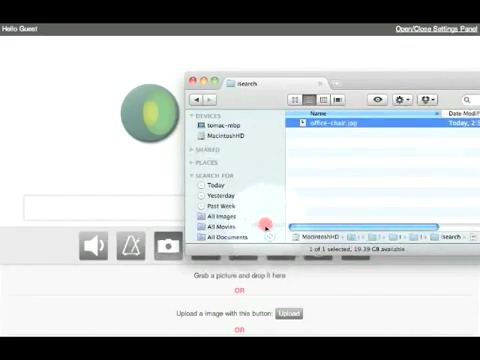 Hello Guest
Open/Close Settings Panel
isearch
DEVICES
tomac-mbp
MacintoshHD
SHARED
PLACES
SEARCH FOR
Today
Yesterday
Past Week
All Images
All Movies
All Documents
Name
Date Modif
office-chair.jpg
Today, 2:5
MacintoshHD
isearch
1 of 1 selected, 19.39 GB available
Grab a picture and drop it here
OR
Upload a image with this button:
Upload
OR